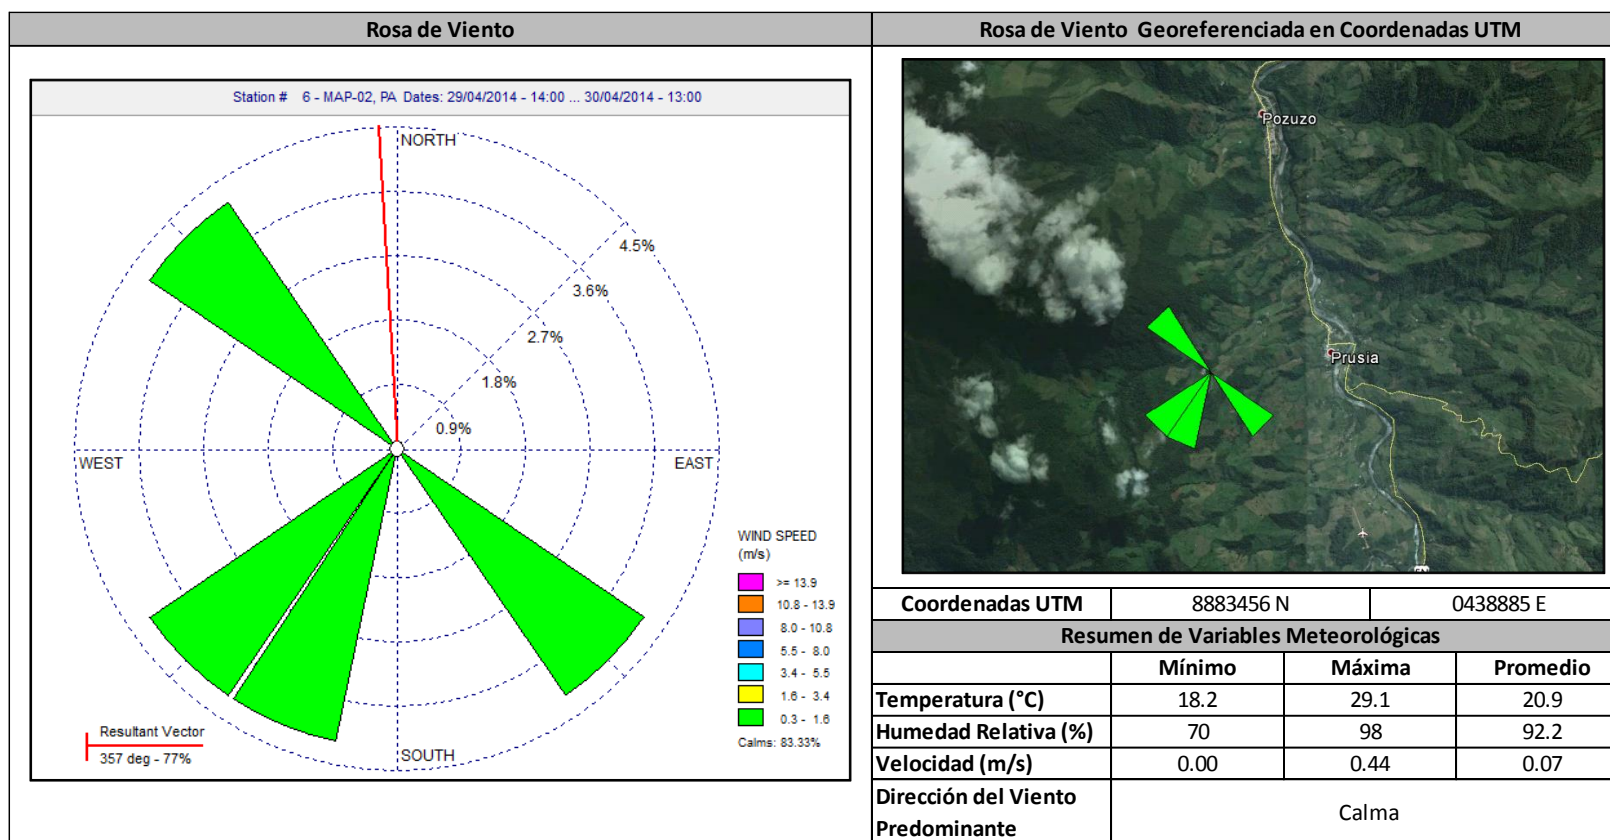 Rosa de Viento
Station #    6 - MAP-02, PA  Dates: 29/04/2014 - 14:00 ... 30/04/2014 - 13:00
NORTH
4.5%
3.6%
2.7%
1.8%
0.9%
WEST
EAST
SOUTH
WIND SPEED
(m/s)
>= 13.9
10.8 - 13.9
8.0 - 10.8
5.5 - 8.0
3.4 - 5.5
1.6 - 3.4
0.3 - 1.6
Calms: 83.33%
Resultant Vector
357 deg - 77%
Rosa de Viento  Georeferenciada en Coordenadas UTM
Pozuzo
Prusia
Coordenadas UTM 8883456 N 0438885 E
Resumen de Variables Meteorológicas
Mínimo Máxima Promedio
Temperatura (°C) 18.2 29.1 20.9
Humedad Relativa (%) 70 98 92.2
Velocidad (m/s) 0.00 0.44 0.07
Dirección del Viento
Predominante
Calma